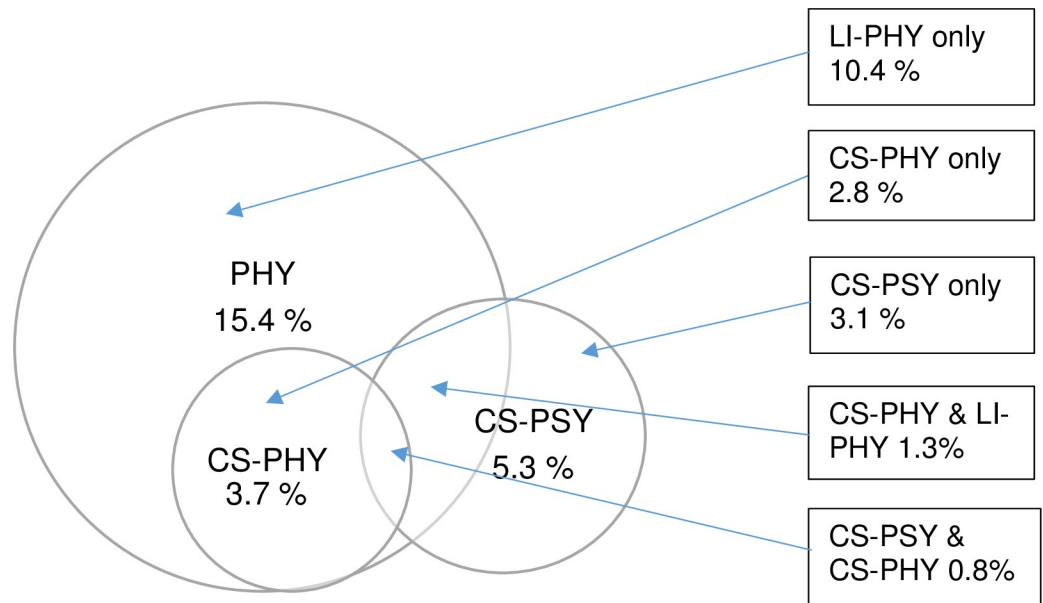 LI-PHY only
10.4 %
CS-PHY only
2.8 %
PHY
15.4 %
CS-PSY only
3.1 %
CS-PHY & LI-
PHY 1.3%
CS-PSY
5.3 %
CS-PHY
3.7 %
CS-PSY &
CS-PHY 0.8%